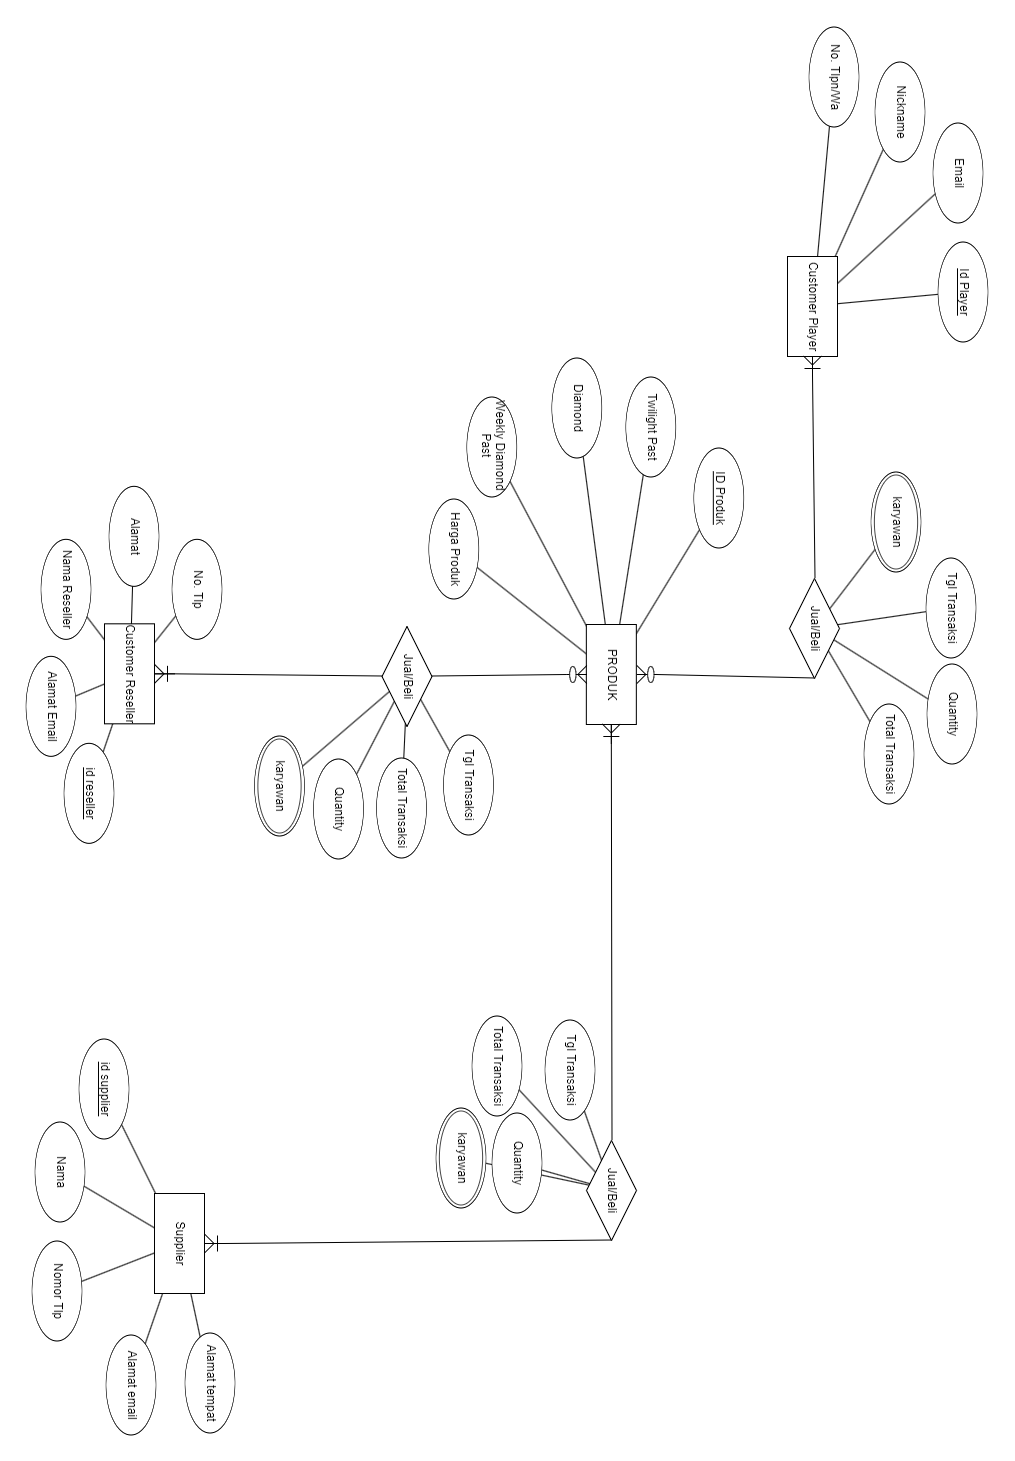 Email
Id Player
Nickname
No. Tlpn/Wa
Customer Player
karyawan
Tgl Transaksi
Quantity
Total Transaksi
Jual/Beli
ID Produk
Twilight Past
Diamond
Weekly Diamond
Past
Harga Produk
PRODUK
Tgl Transaksi
Total Transaksi
Quantity
karyawan
Jual/Beli
Jual/Beli
Tgl Transaksi
Total Transaksi
Quantity
karyawan
No. Tlp
Alamat
Nama Reseller
Customer Reseller
Alamat Email
id reseller
id supplier
Nama
Supplier
Nomor Tlp
Alamat tempat
Alamat email